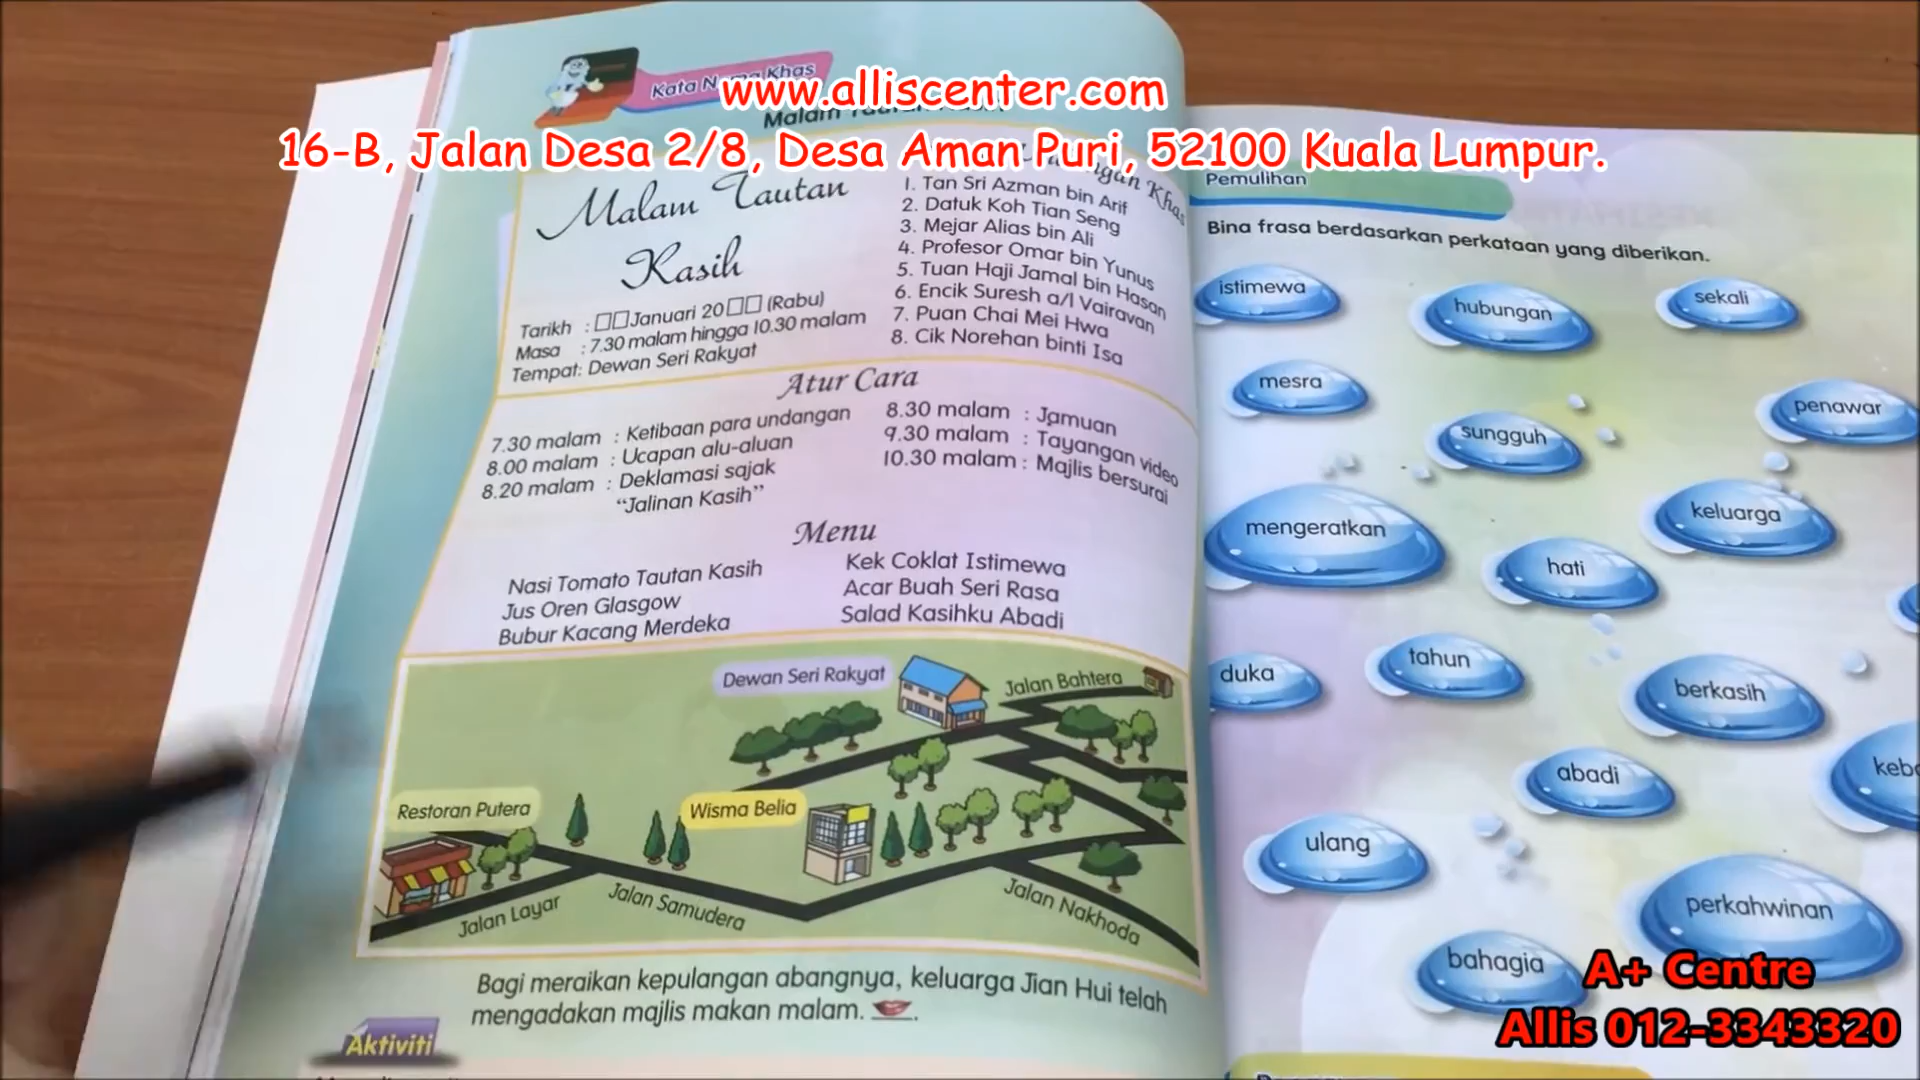 www.alliscenter.com
16-B, Jalan Desa 2/8, Desa Aman Puri, 52100 Kuala Lumpur.
Kata Nama Khas
Malam Tautan Kasih
Malam Tautan
Kasih
Tarikh : □□ Januari 20□□ (Rabu)
Masa : 7.30 malam hingga 10.30 malam
Tempat: Dewan Seri Rakyat
Undangan Khas
1. Tan Sri Azman bin Arif
2. Datuk Koh Tian Seng
3. Mejar Alias bin Ali
4. Profesor Omar bin Yunus
5. Tuan Haji Jamal bin Hasan
6. Encik Suresh a/l Vairavan
7. Puan Chai Mei Hwa
8. Cik Norehan binti Isa
Atur Cara
7.30 malam : Ketibaan para undangan
8.00 malam : Ucapan alu-aluan
8.20 malam : Deklamasi sajak
“Jalinan Kasih”
8.30 malam : Jamuan
9.30 malam : Tayangan video
10.30 malam : Majlis bersurai
Menu
Nasi Tomato Tautan Kasih
Jus Oren Glasgow
Bubur Kacang Merdeka
Kek Coklat Istimewa
Acar Buah Seri Rasa
Salad Kasihku Abadi
Dewan Seri Rakyat
Jalan Bahtera
Restoran Putera
Wisma Belia
Jalan Layar
Jalan Samudera
Jalan Nakhoda
Bagi meraikan kepulangan abangnya, keluarga Jian Hui telah
mengadakan majlis makan malam.
Aktiviti
Pemulihan
Bina frasa berdasarkan perkataan yang diberikan.
istimewa
hubungan
sekali
mesra
penawar
sungguh
keluarga
mengeratkan
hati
duka
tahun
berkasih
abadi
keb
ulang
perkahwinan
bahagia
A+ Centre
Allis 012-3343320